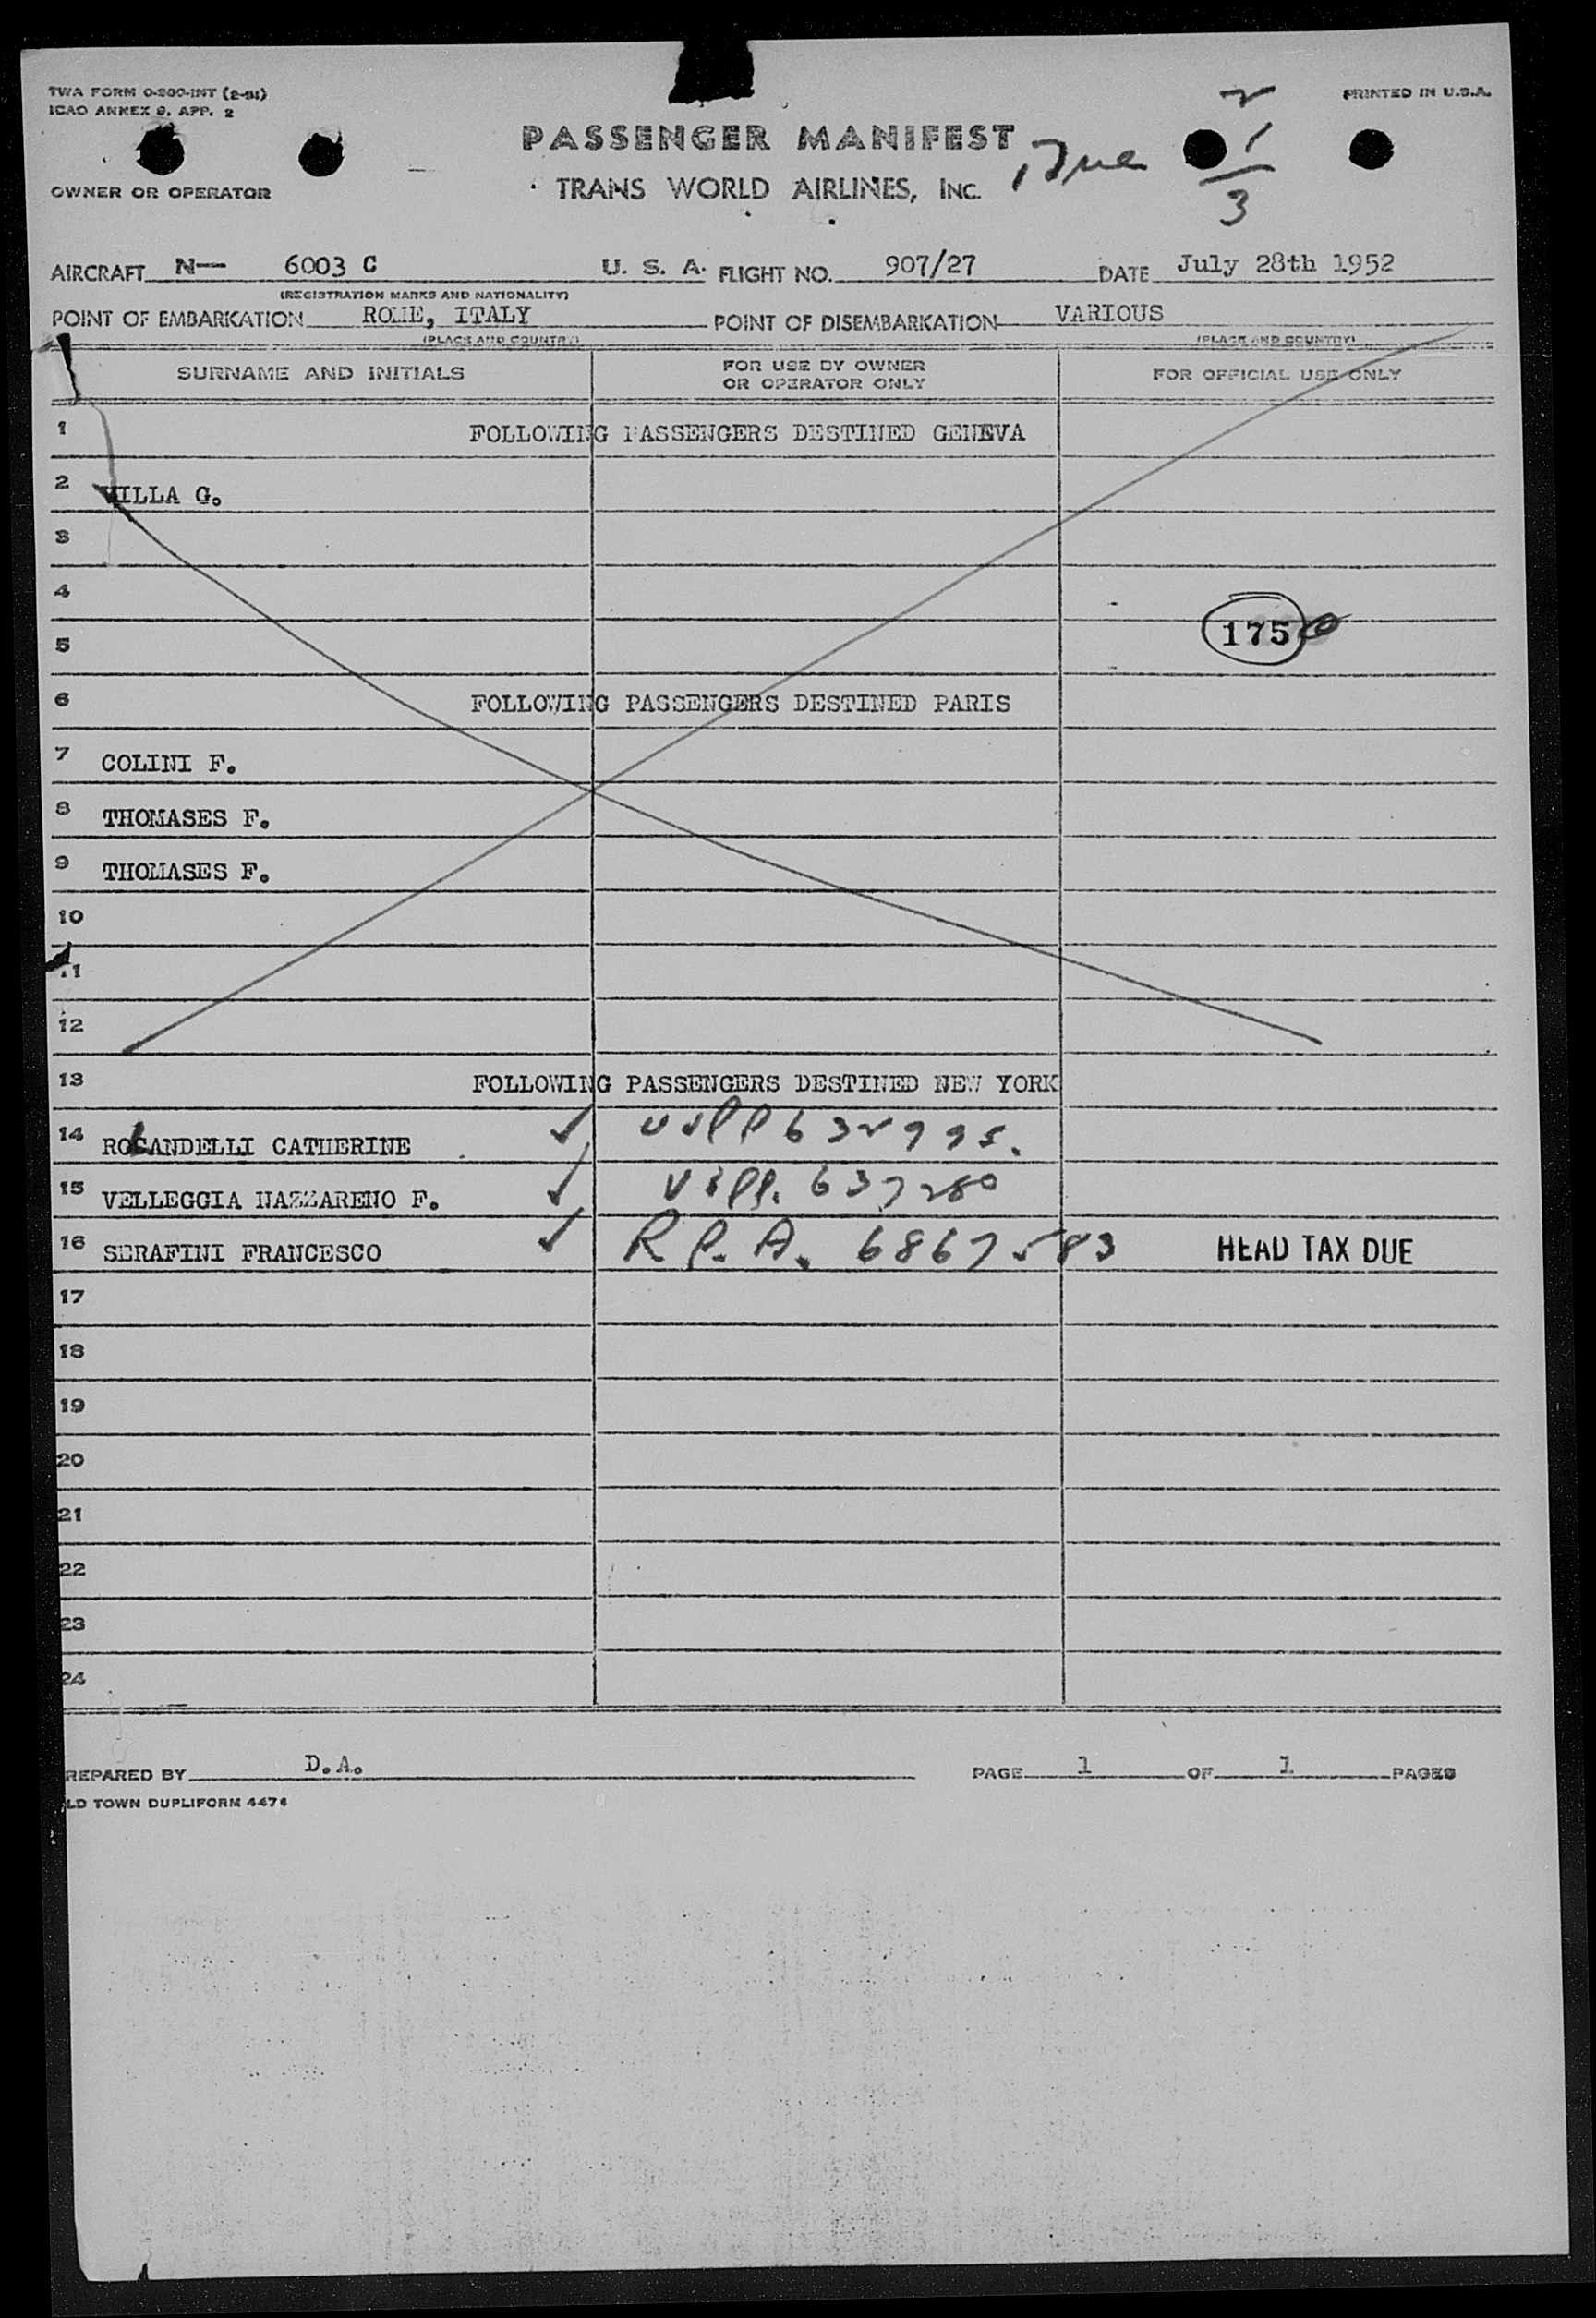 TWA FORM O-200-INT (2-51)
ICAO ANNEX 9. APP. 2
PRINTED IN U.S.A.
PASSENGER MANIFEST
OWNER OR OPERATOR
TRANS WORLD AIRLINES, INC.
2
1
3
AIRCRAFT N— 6003 C U. S. A. FLIGHT NO. 907/27 DATE July 28th 1952
(REGISTRATION MARKS AND NATIONALITY)
POINT OF EMBARKATION ROME, ITALY POINT OF DISEMBARKATION VARIOUS
(PLACE AND COUNTRY) (PLACE AND COUNTRY)
SURNAME AND INITIALS FOR USE BY OWNER OR OPERATOR ONLY FOR OFFICIAL USE ONLY
1 FOLLOWING PASSENGERS DESTINED GENEVA
2 VILLA G.
3
4
5 175
6 FOLLOWING PASSENGERS DESTINED PARIS
7 COLINI F.
8 THOMASES F.
9 THOMASES F.
10
11
12
13 FOLLOWING PASSENGERS DESTINED NEW YORK
14 CATHERINE
15 VELLEGGIA NAZZARENO F. 637280
16 SERAFINI FRANCESCO R.P.A. 6867583 HEAD TAX DUE
17
18
19
20
21
22
23
24
REPARED BY D.A. PAGE 1 OF 1 PAGES
LD TOWN DUPLIFORM 4474